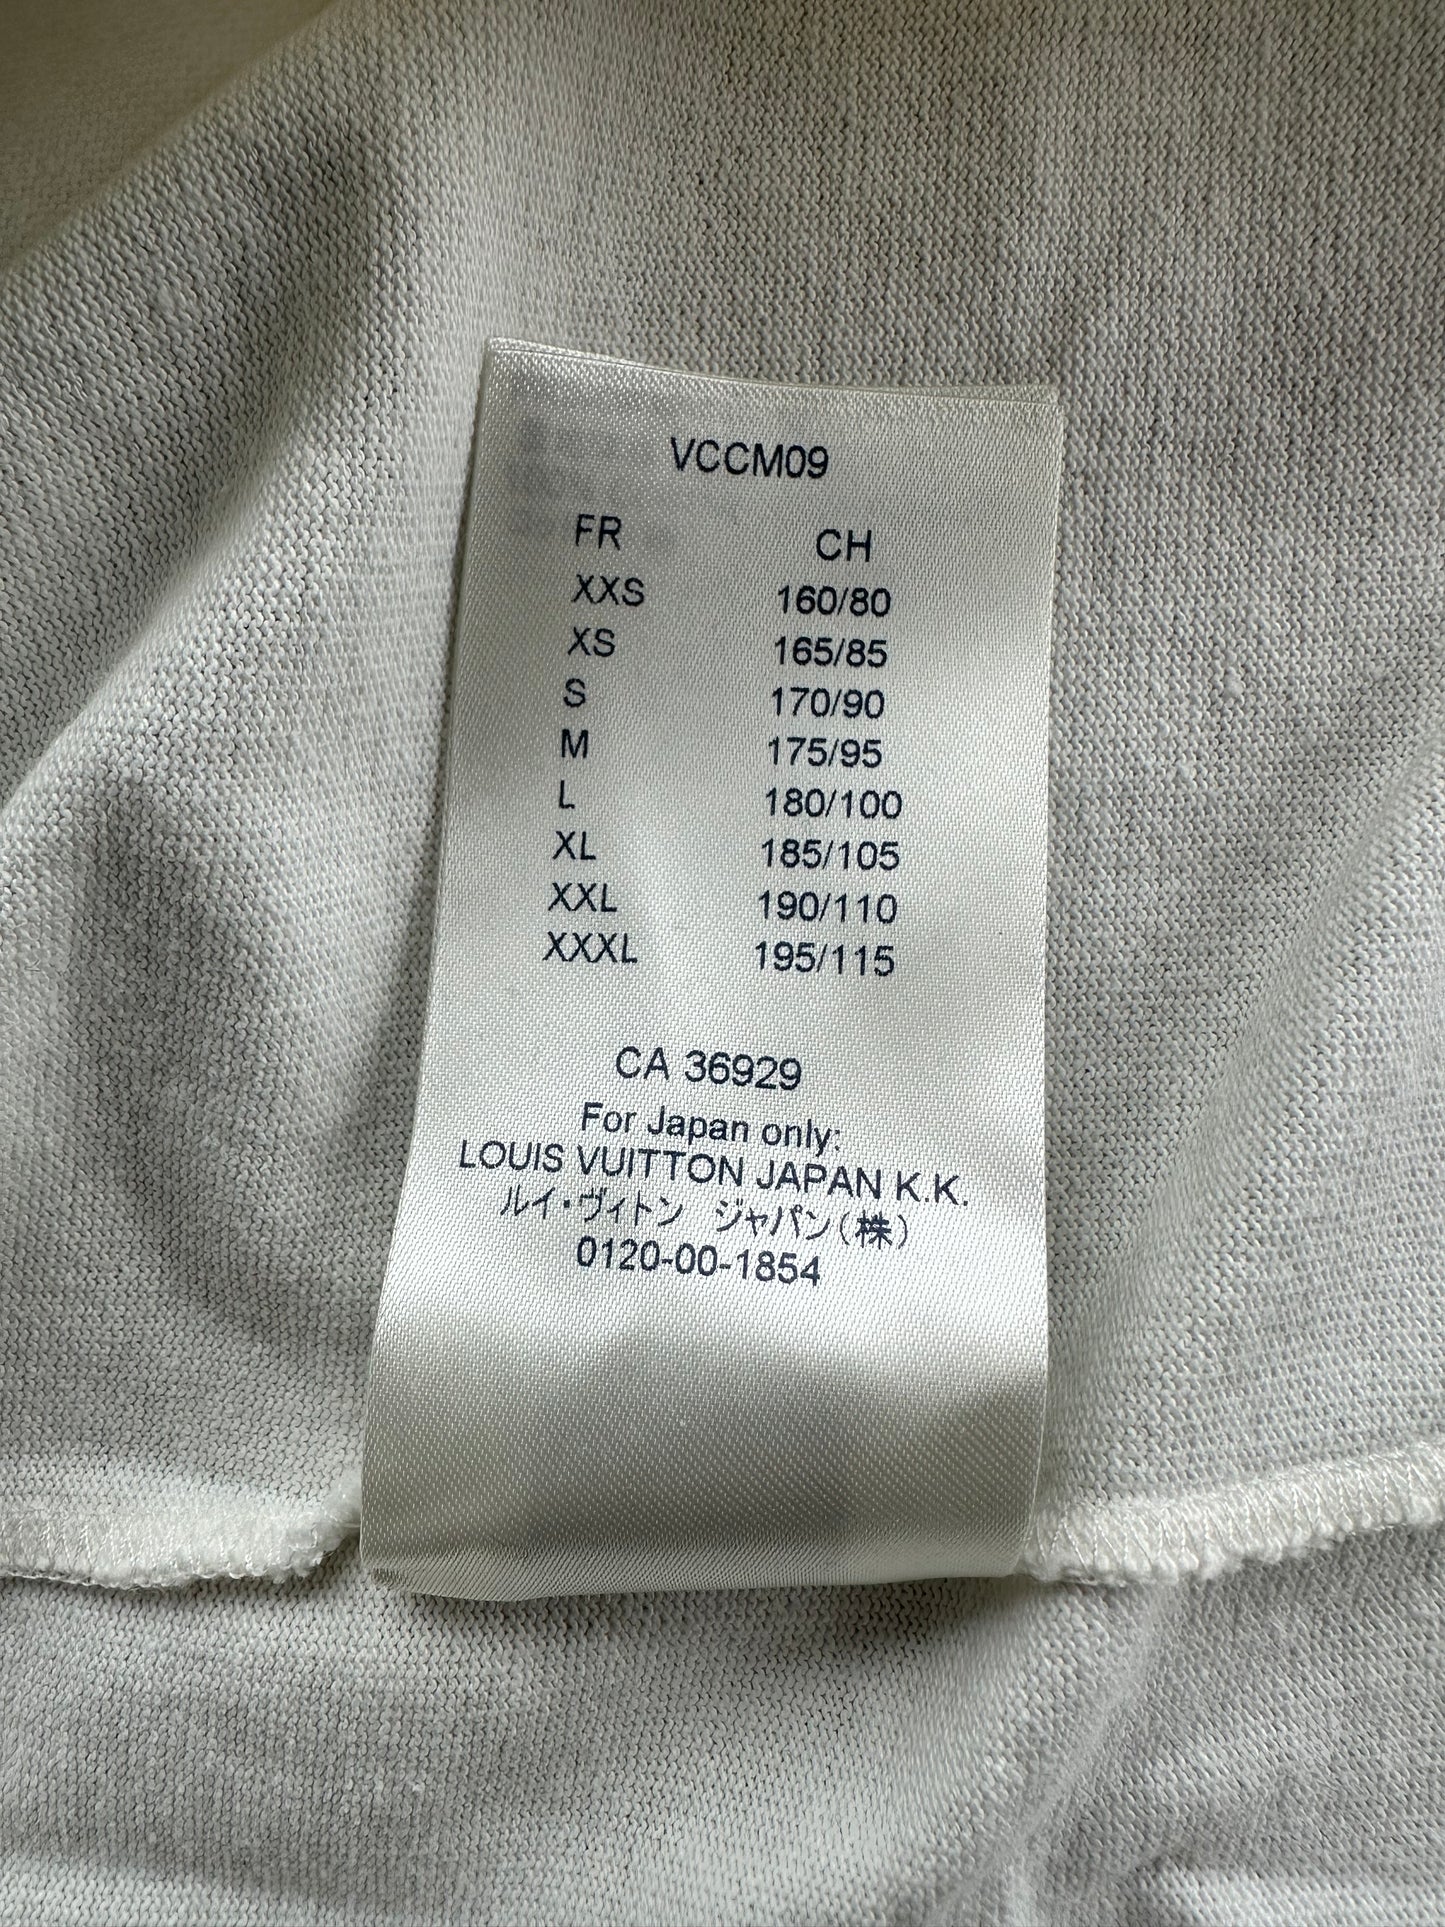 VCCM09
FR CH
XXS 160/80
XS 165/85
S 170/90
M 175/95
L 180/100
XL 185/105
XXL 190/110
XXXL 195/115
CA 36929
For Japan only:
LOUIS VUITTON JAPAN K.K.
ルイ・ヴィトン ジャパン(株)
0120-00-1854